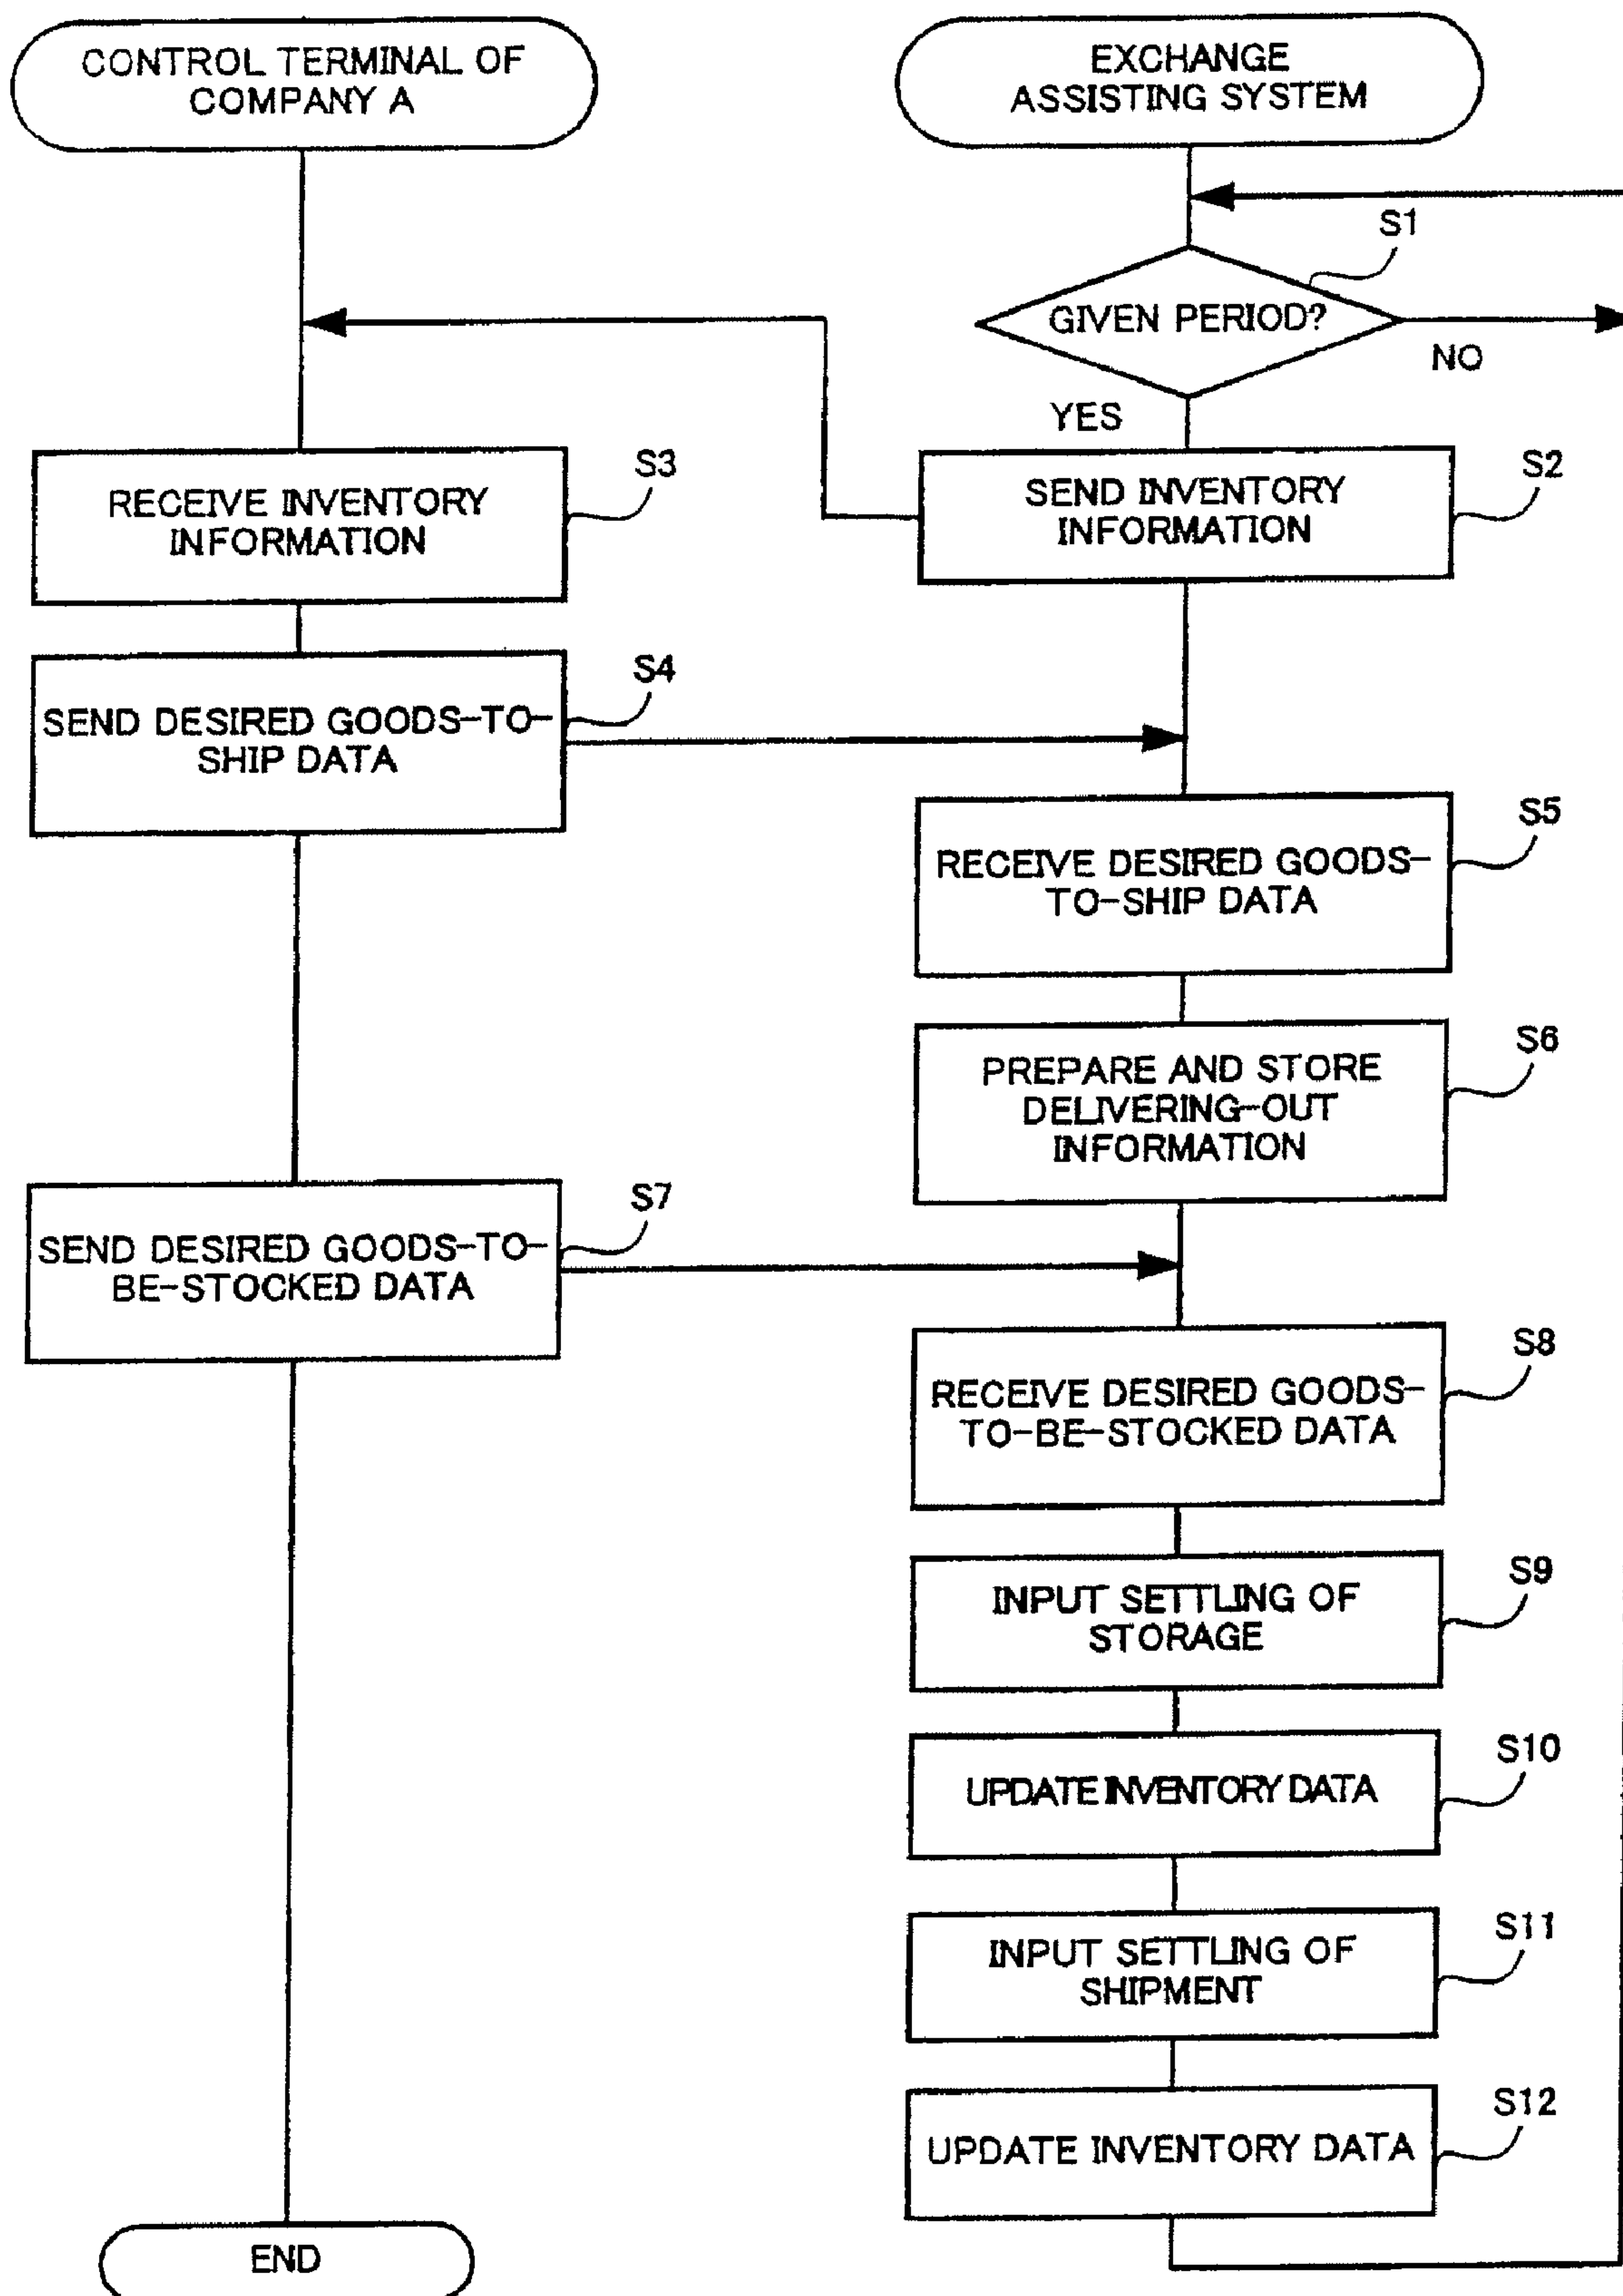 CONTROL TERMINAL OF
COMPANY A
EXCHANGE
ASSISTING SYSTEM
S1
GIVEN PERIOD?
NO
YES
S3
RECEIVE INVENTORY
INFORMATION
S2
SEND INVENTORY
INFORMATION
S4
SEND DESIRED GOODS-TO-
SHIP DATA
S5
RECEIVE DESIRED GOODS-
TO-SHIP DATA
S6
PREPARE AND STORE
DELIVERING-OUT
INFORMATION
S7
SEND DESIRED GOODS-TO-
BE-STOCKED DATA
S8
RECEIVE DESIRED GOODS-
TO-BE-STOCKED DATA
S9
INPUT SETTLING OF
STORAGE
S10
UPDATE INVENTORY DATA
S11
INPUT SETTLING OF
SHIPMENT
S12
UPDATE INVENTORY DATA
END